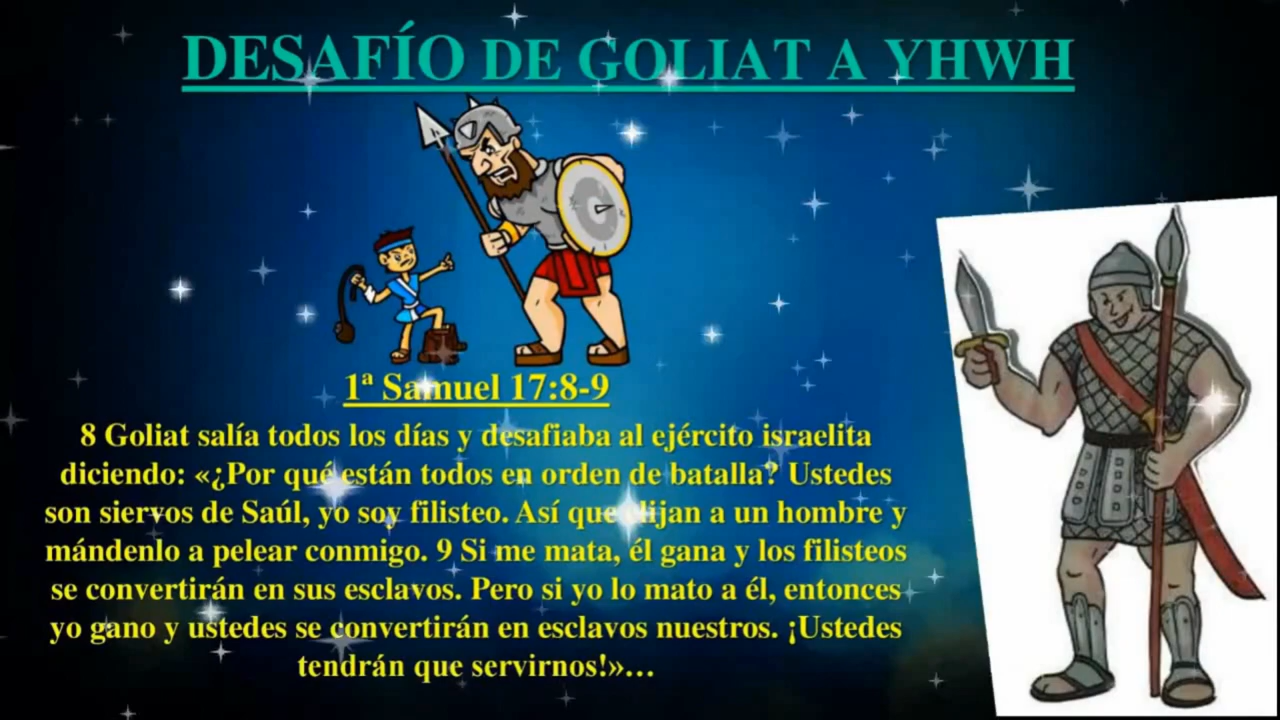 DESAFÍO DE GOLIAT A YHWH
1ª Samuel 17:8-9
8 Goliat salía todos los días y desafiaba al ejército israelita
diciendo: «¿Por qué están todos en orden de batalla? Ustedes
son siervos de Saúl, yo soy filisteo. Así que elijan a un hombre y
mándenlo a pelear conmigo. 9 Si me mata, él gana y los filisteos
se convertirán en sus esclavos. Pero si yo lo mato a él, entonces
yo gano y ustedes se convertirán en esclavos nuestros. ¡Ustedes
tendrán que servirnos!»…